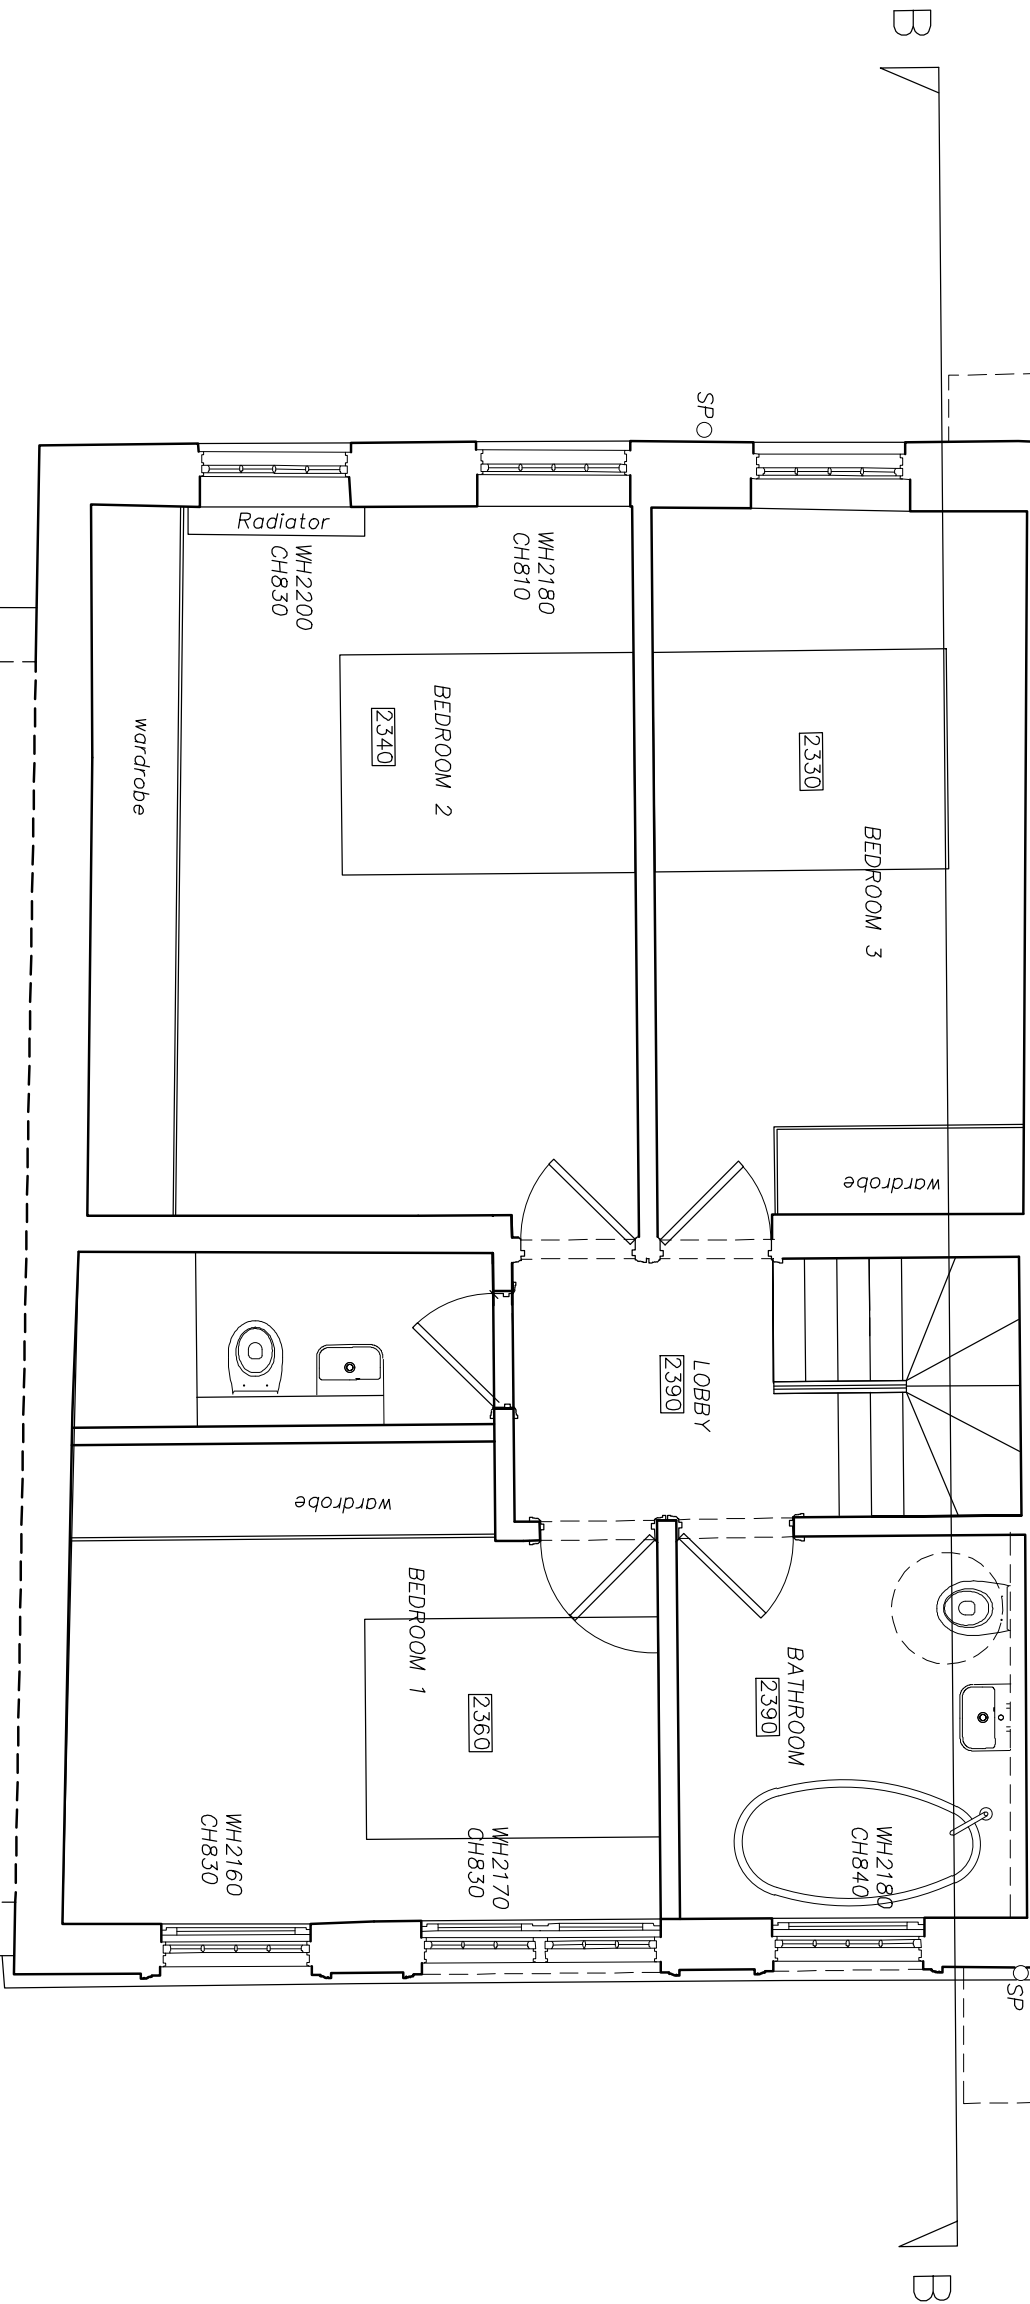 B
SP
Radiator
WH2200
CH830
WH2180
CH810
BEDROOM 2
2340
wardrobe
2330
BEDROOM 3
wardrobe
LOBBY
2390
wardrobe
BEDROOM 1
2360
BATHROOM
2390
WH2160
CH830
WH2170
CH830
WH2180
CH840
SP
B